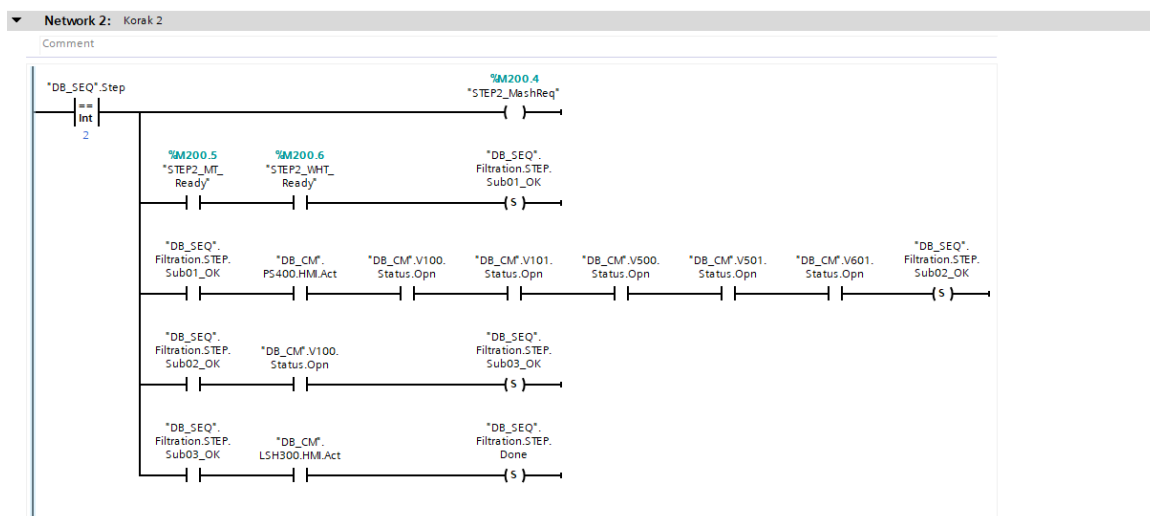 Network 2: Korak 2
Comment
"DB_SEQ".Step
==
Int
2
%M200.4
"STEP2_MashReq"
( )
%M200.5
"STEP2_MT_
Ready"
%M200.6
"STEP2_WHT_
Ready"
"DB_SEQ".
Filtration.STEP.
Sub01_OK
S
"DB_SEQ".
Filtration.STEP.
Sub01_OK
"DB_CM".
PS400.HMI.Act
"DB_CM".V100.
Status.Opn
"DB_CM".V101.
Status.Opn
"DB_CM".V500.
Status.Opn
"DB_CM".V501.
Status.Opn
"DB_CM".V601.
Status.Opn
"DB_SEQ".
Filtration.STEP.
Sub02_OK
S
"DB_SEQ".
Filtration.STEP.
Sub02_OK
"DB_CM".V100.
Status.Opn
"DB_SEQ".
Filtration.STEP.
Sub03_OK
S
"DB_SEQ".
Filtration.STEP.
Sub03_OK
"DB_CM".
LSH300.HMI.Act
"DB_SEQ".
Filtration.STEP.
Done
S